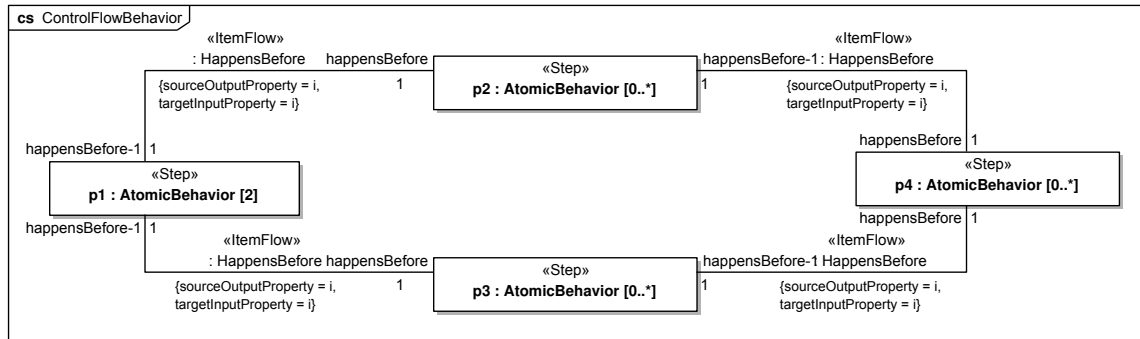 cs ControlFlowBehavior
«ItemFlow»
: HappensBefore
happensBefore
{sourceOutputProperty = i,
targetInputProperty = i}
1
«Step»
p2 : AtomicBehavior [0..*]
«ItemFlow»
happensBefore-1 : HappensBefore
1
{sourceOutputProperty = i,
targetInputProperty = i}
happensBefore-1 1
«Step»
p1 : AtomicBehavior [2]
happensBefore-1 1
happensBefore 1
«Step»
p4 : AtomicBehavior [0..*]
happensBefore 1
«ItemFlow»
: HappensBefore happensBefore
{sourceOutputProperty = i,
targetInputProperty = i}
1
«Step»
p3 : AtomicBehavior [0..*]
«ItemFlow»
happensBefore-1 HappensBefore
1
{sourceOutputProperty = i,
targetInputProperty = i}